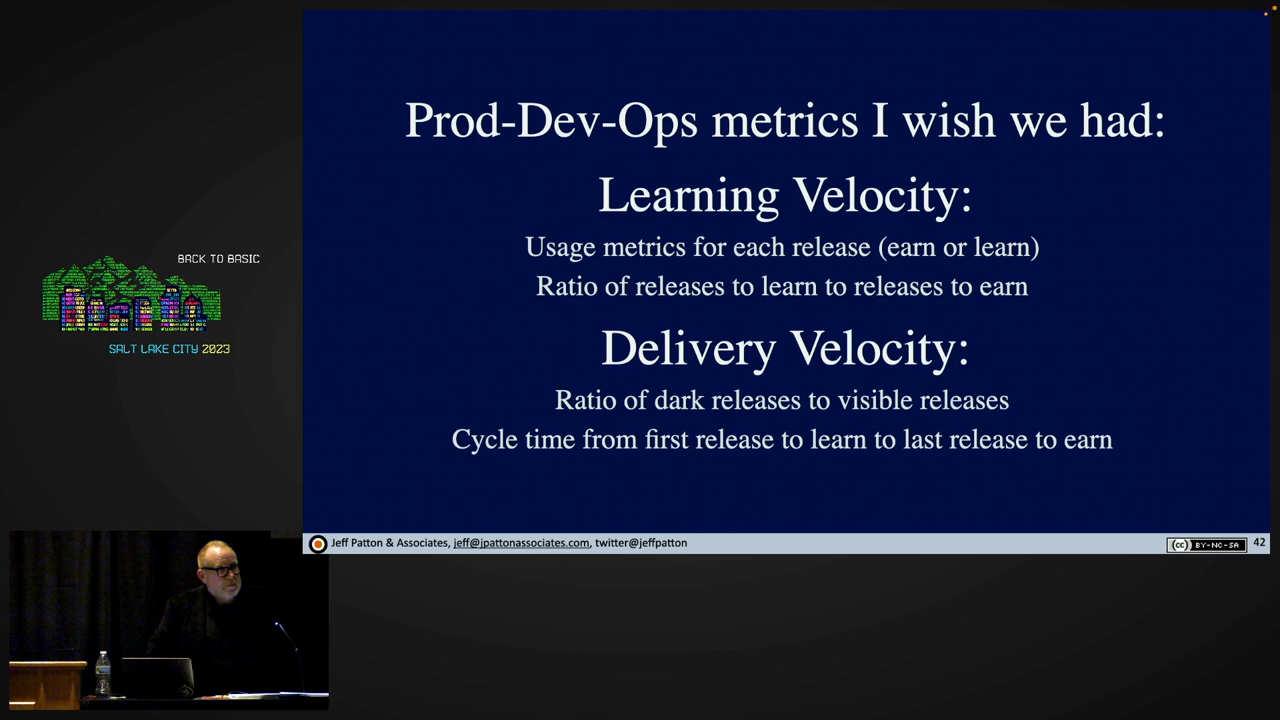 BACK TO BASIC
SALT LAKE CITY 2023
Prod-Dev-Ops metrics I wish we had:
Learning Velocity:
Usage metrics for each release (earn or learn)
Ratio of releases to learn to releases to earn
Delivery Velocity:
Ratio of dark releases to visible releases
Cycle time from first release to learn to last release to earn
Jeff Patton & Associates, jeff@jpattonassociates.com, twitter@jeffpatton
cc BY-NC-SA
42